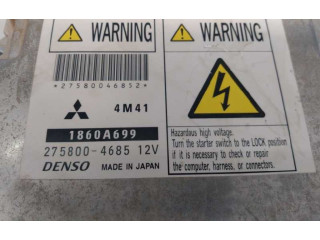 WARNING
WARNING
*27580046852*
4M41
1860A699
275800-4685 12V
DENSO MADE IN JAPAN
Hazardous high voltage.
Turn the starter switch to the LOCK position
if it is necessary to check or repair
the computer, harness, or connectors.